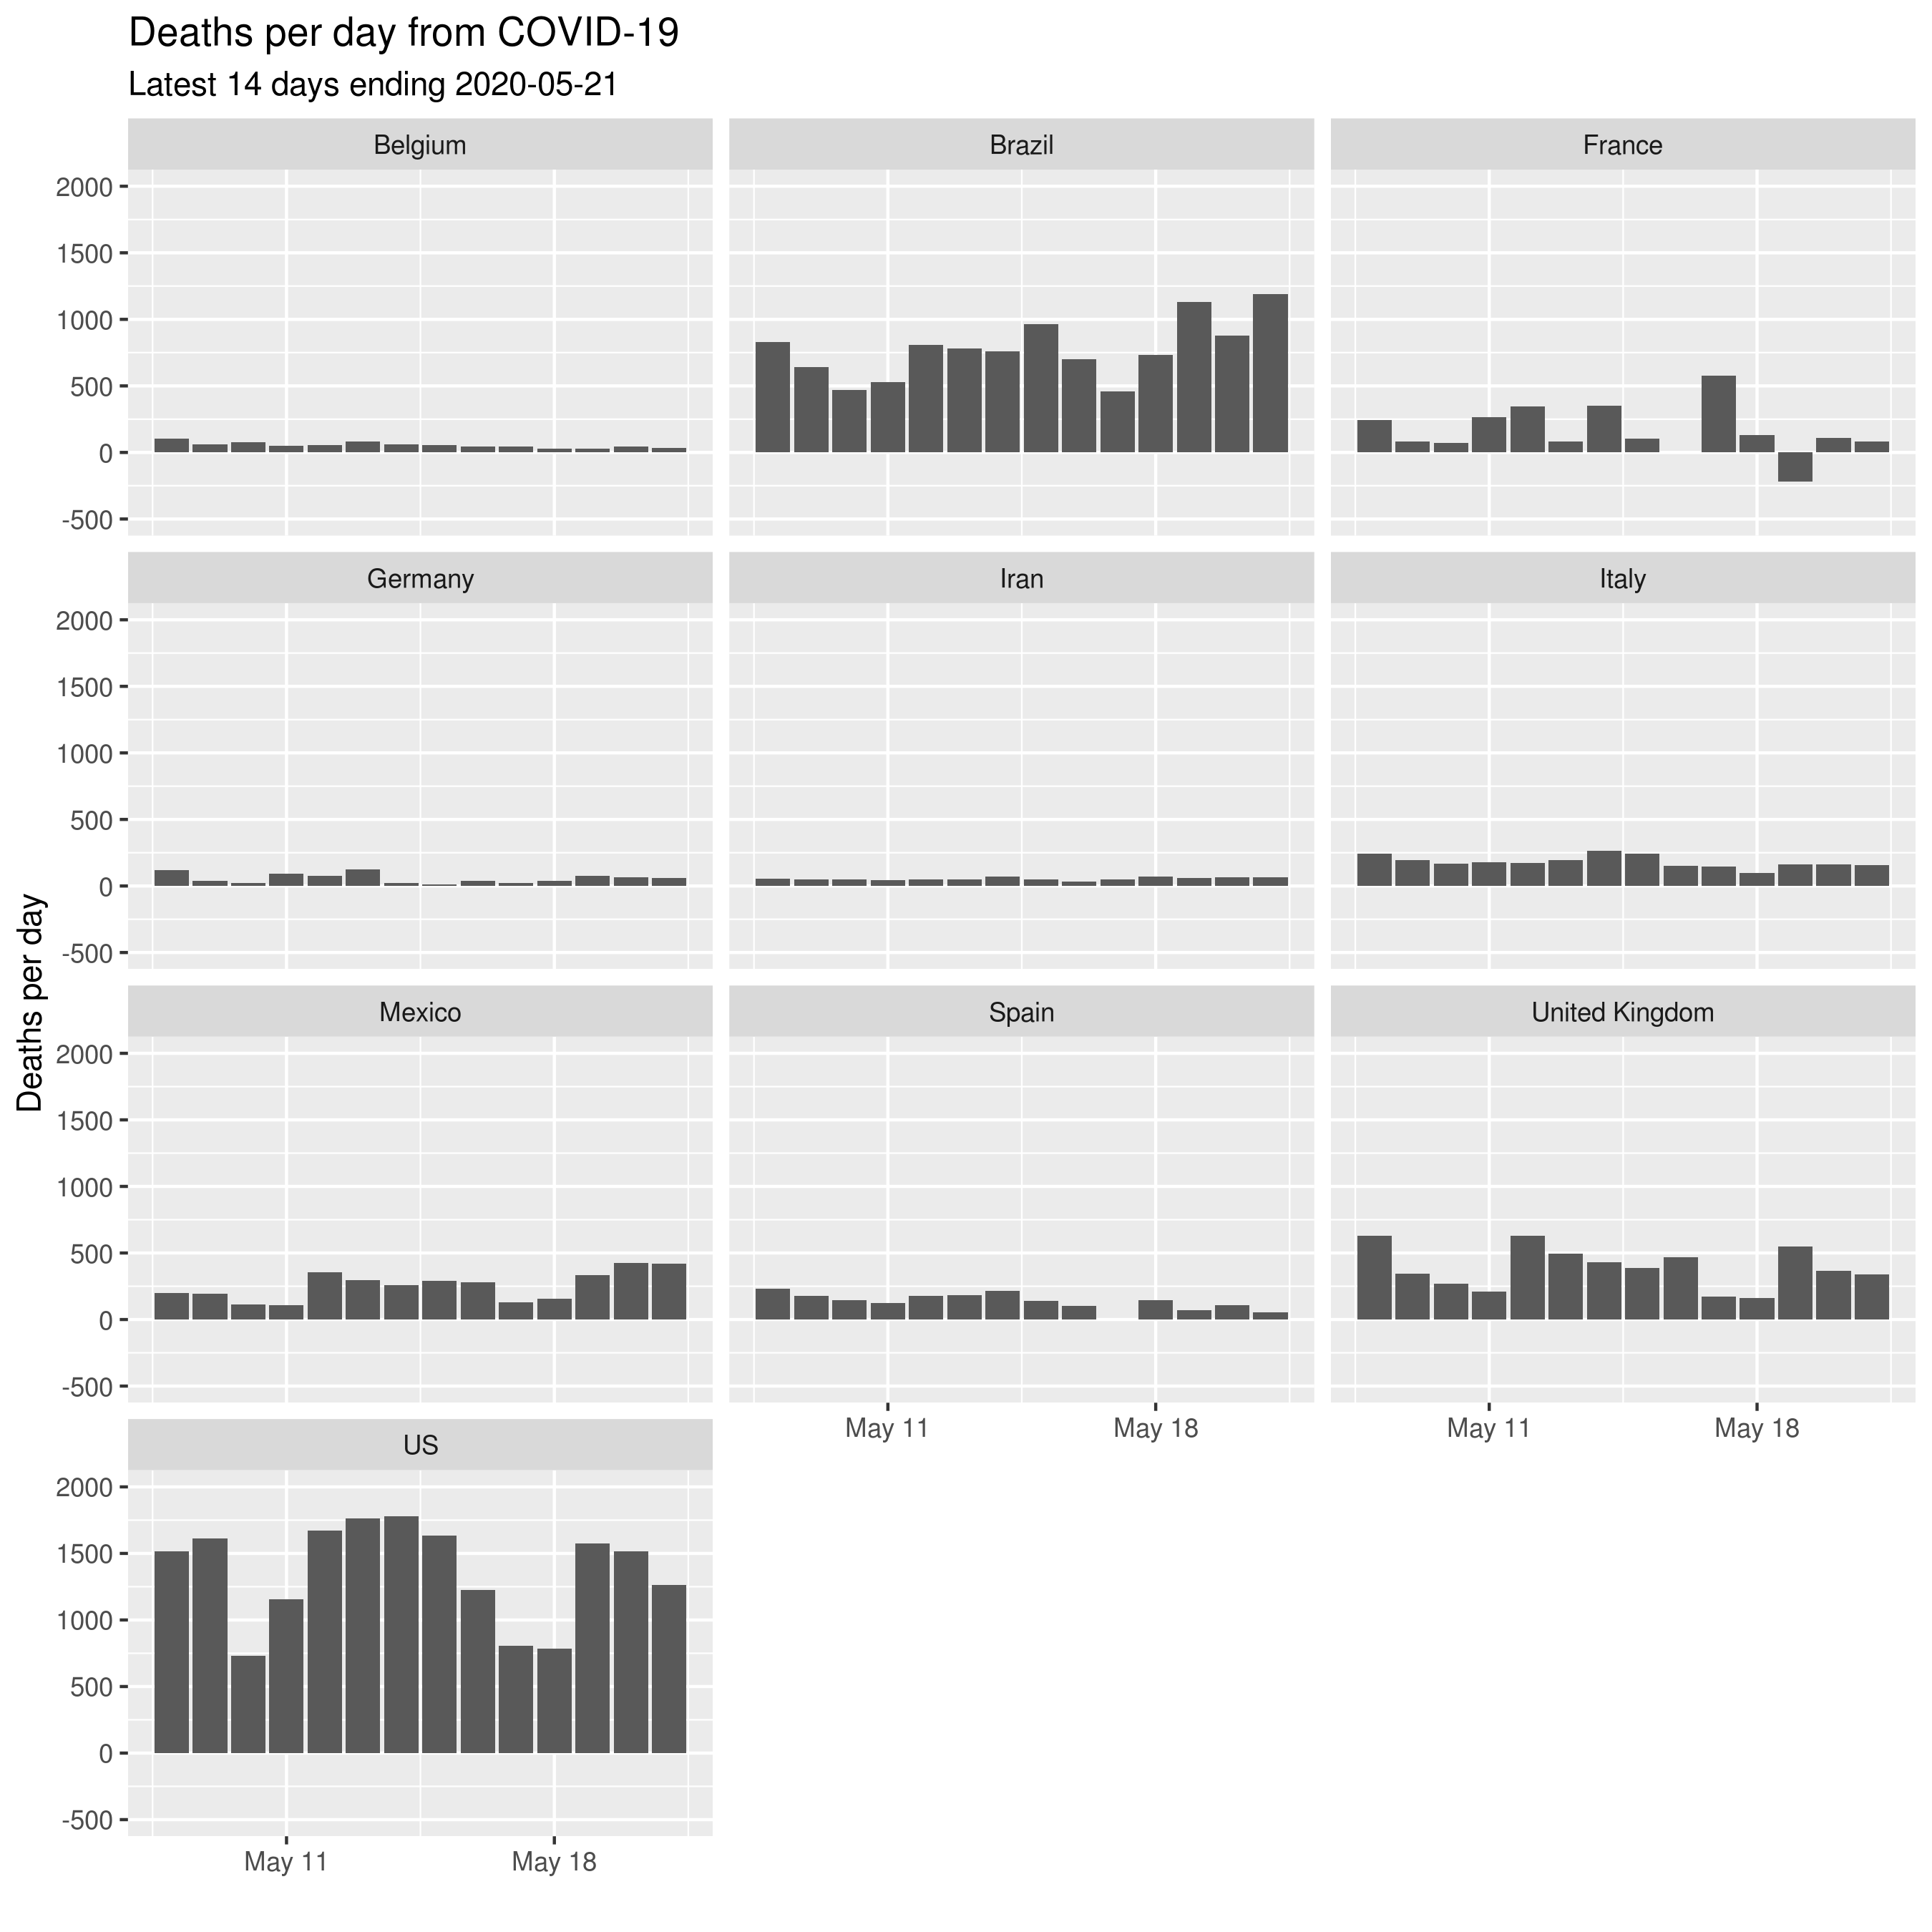 Deaths per day from COVID-19
Latest 14 days ending 2020-05-21
Belgium
Brazil
France
2000
1500
1000
500
0
-500
Germany
Iran
Italy
2000
1500
1000
500
0
-500
Deaths per day
Mexico
Spain
United Kingdom
2000
1500
1000
500
0
-500
May 11
May 18
May 11
May 18
US
2000
1500
1000
500
0
-500
May 11
May 18